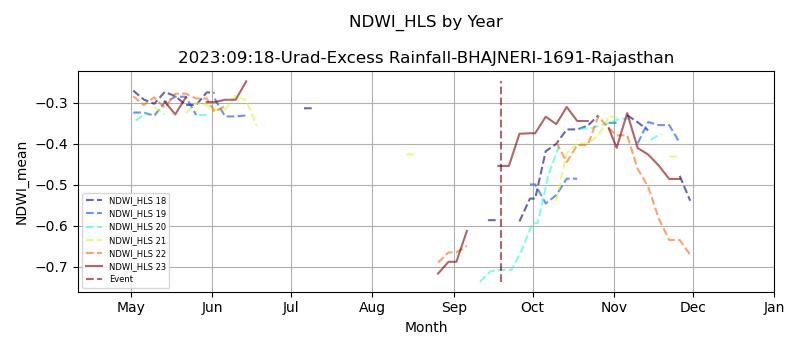 NDWI_HLS by Year
2023:09:18-Urad-Excess Rainfall-BHAJNERI-1691-Rajasthan
NDWI_mean
−0.3
−0.4
−0.5
−0.6
−0.7
NDWI_HLS 18
NDWI_HLS 19
NDWI_HLS 20
NDWI_HLS 21
NDWI_HLS 22
NDWI_HLS 23
Event
May Jun Jul Aug Sep Oct Nov Dec Jan
Month